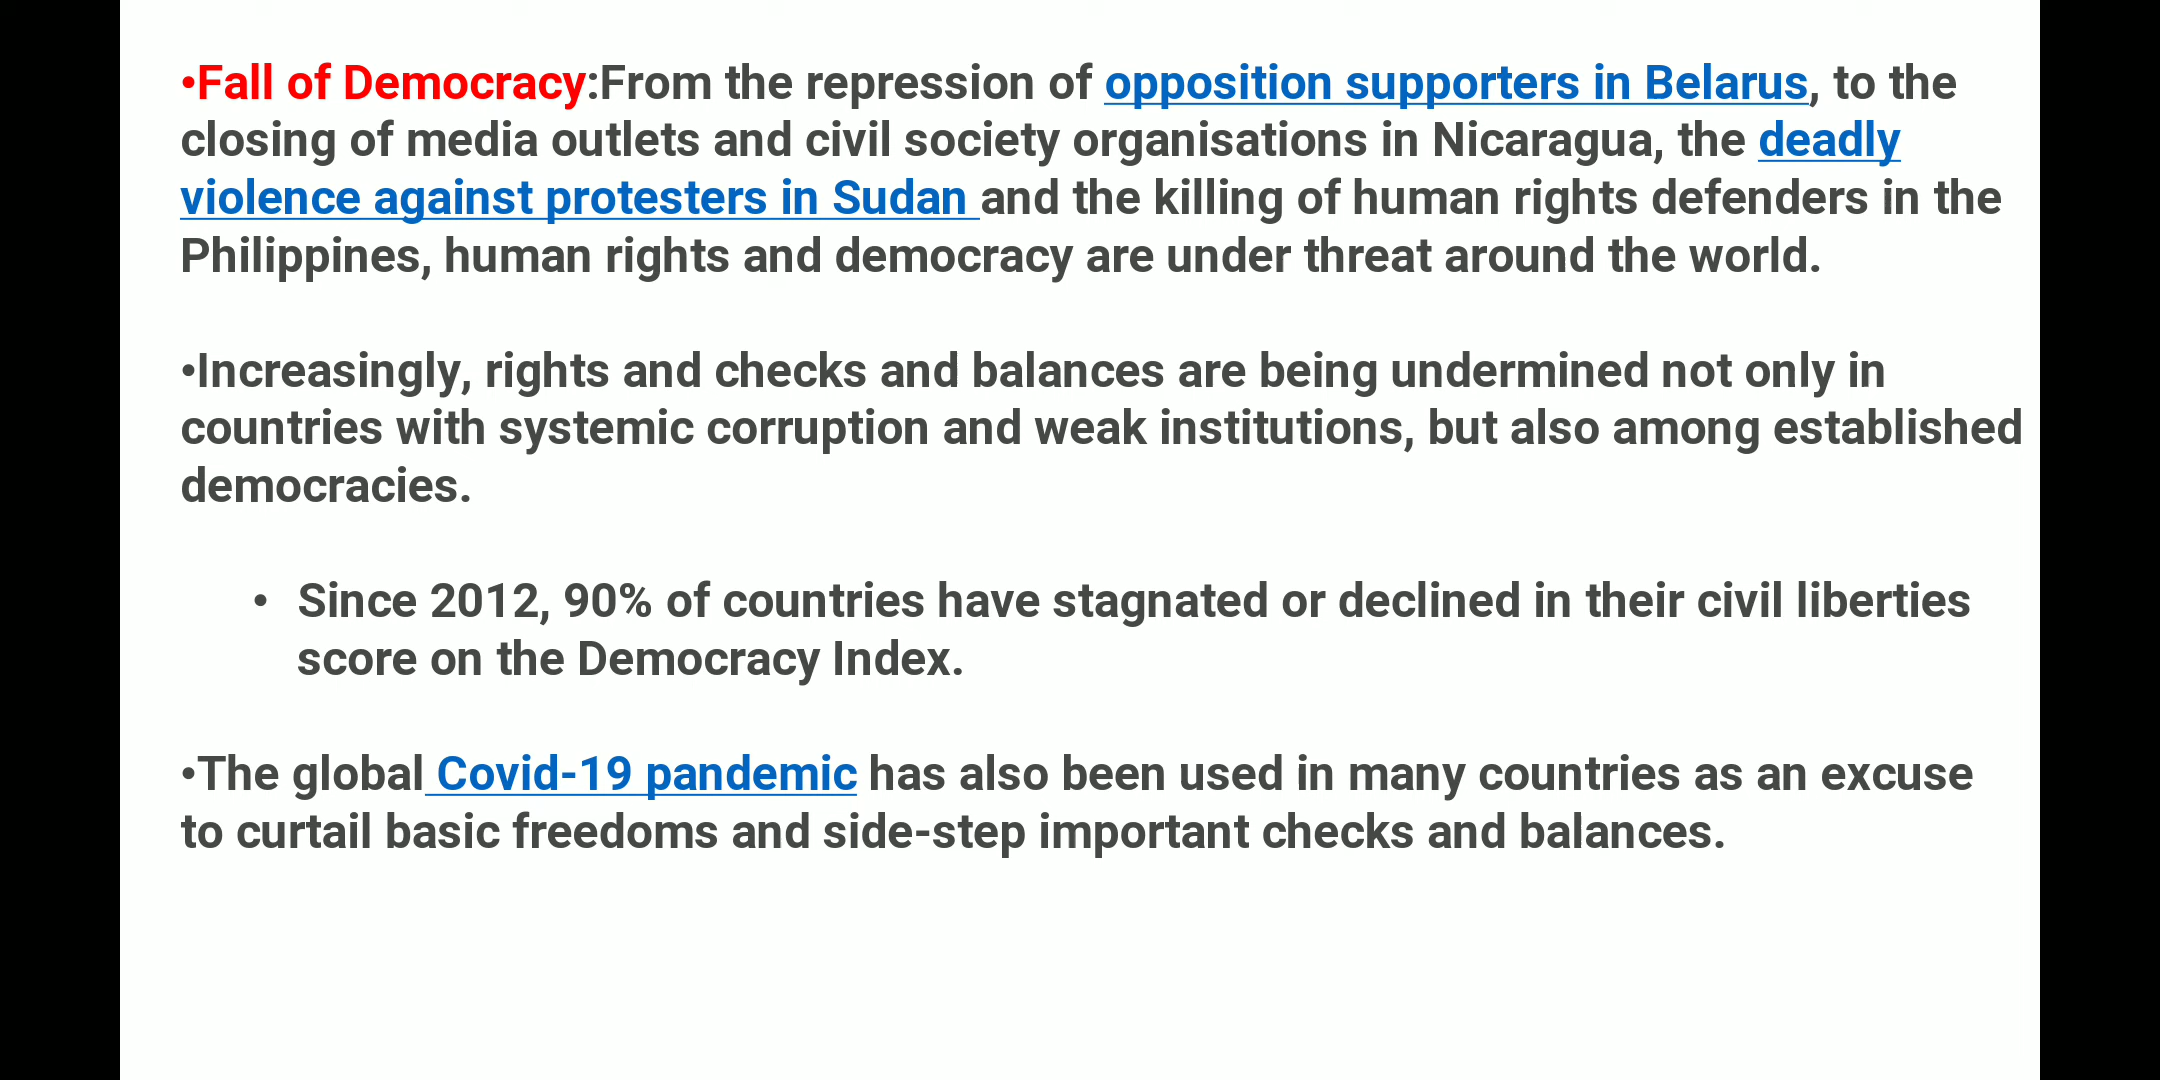 •Fall of Democracy:From the repression of opposition supporters in Belarus, to the
closing of media outlets and civil society organisations in Nicaragua, the deadly
violence against protesters in Sudan and the killing of human rights defenders in the
Philippines, human rights and democracy are under threat around the world.
•Increasingly, rights and checks and balances are being undermined not only in
countries with systemic corruption and weak institutions, but also among established
democracies.
• Since 2012, 90% of countries have stagnated or declined in their civil liberties
score on the Democracy Index.
•The global Covid-19 pandemic has also been used in many countries as an excuse
to curtail basic freedoms and side-step important checks and balances.